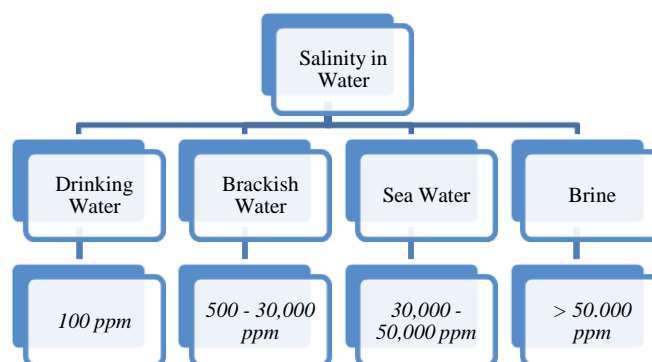 Salinity in
Water
Drinking
Water
Brackish
Water
Sea Water
Brine
100 ppm
500 - 30,000
ppm
30,000 -
50,000 ppm
> 50.000
ppm